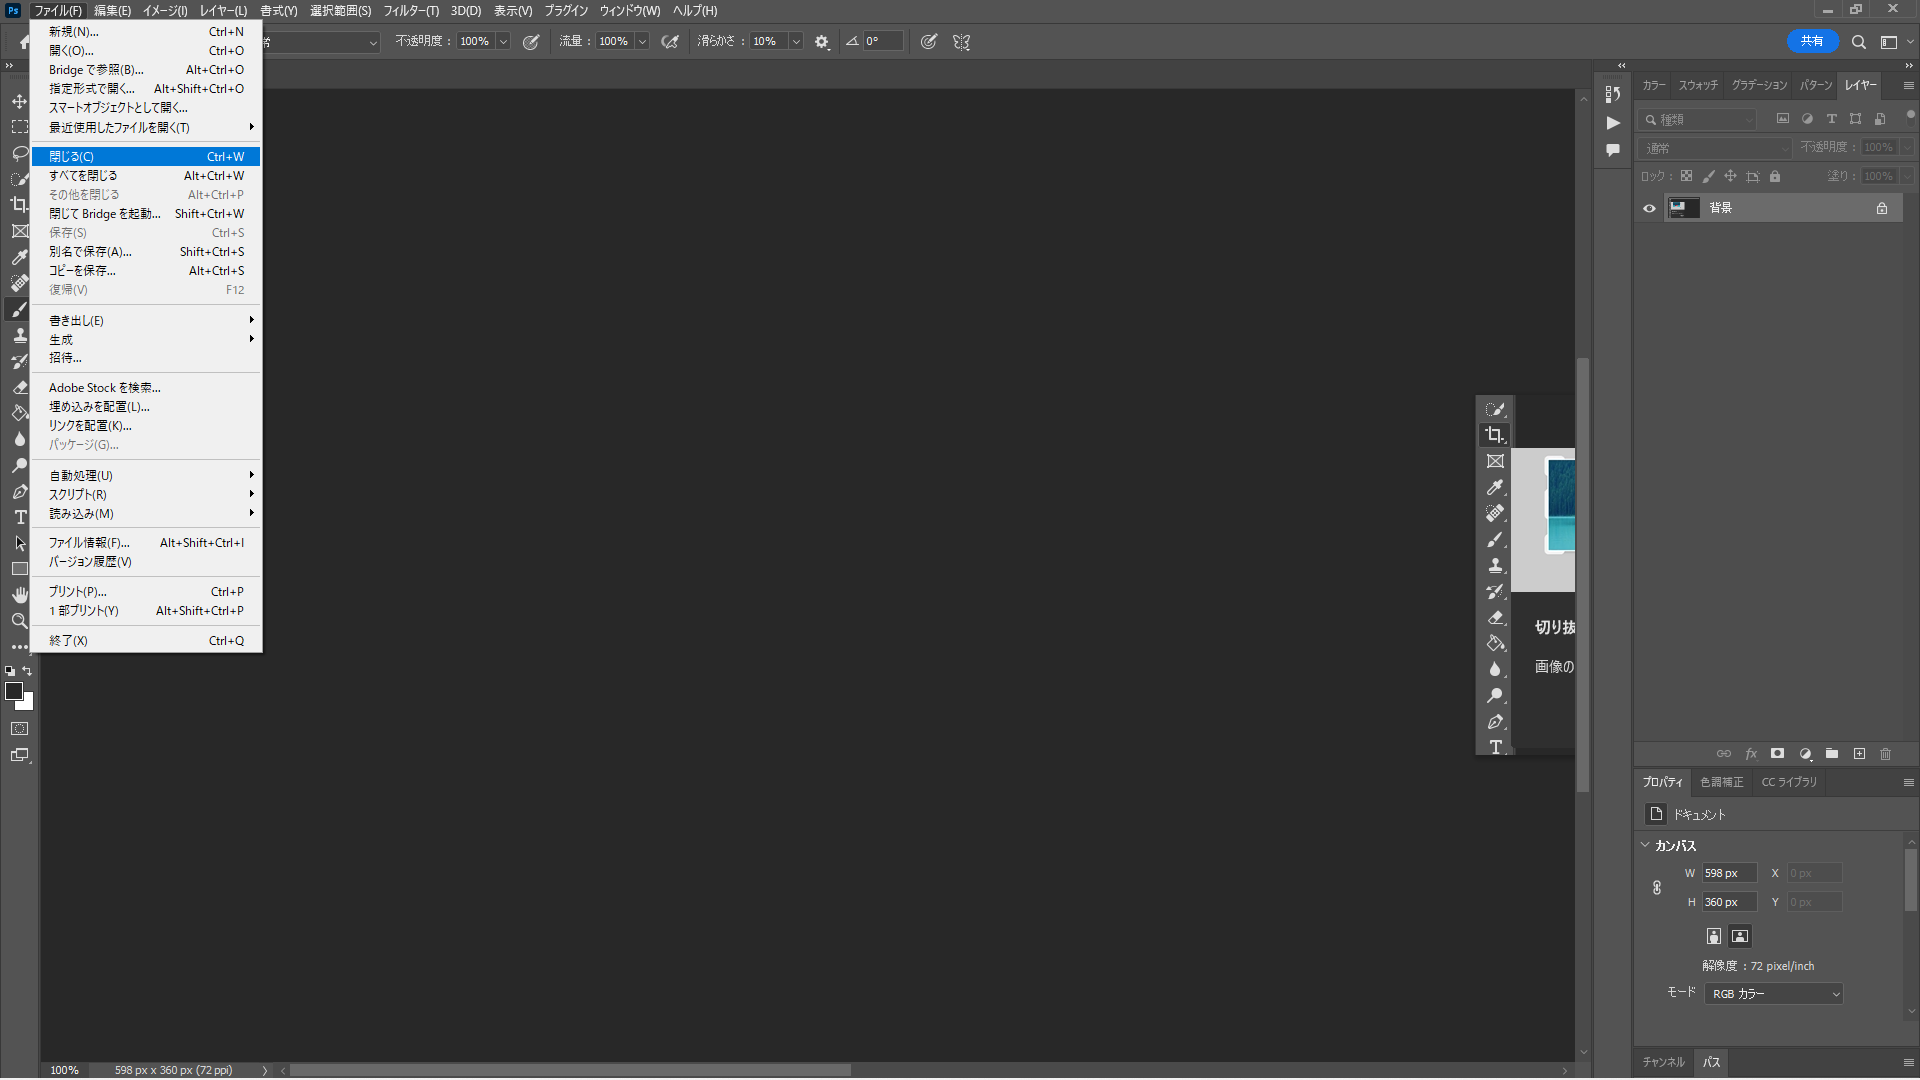 Ps ファイル(F) 編集(E) イメージ(I) レイヤー(L) 書式(Y) 選択範囲(S) フィルター(T) 3D(D) 表示(V) プラグイン ウィンドウ(W) ヘルプ(H)
常 不透明度 : 100% 流量 : 100% 滑らかさ : 10% 0° 共有
新規(N)... Ctrl+N
開く(O)... Ctrl+O
Bridge で参照(B)... Alt+Ctrl+O
指定形式で開く... Alt+Shift+Ctrl+O
スマートオブジェクトとして開く...
最近使用したファイルを開く(T)
閉じる(C) Ctrl+W
すべてを閉じる Alt+Ctrl+W
その他を閉じる Alt+Ctrl+P
閉じて Bridge を起動... Shift+Ctrl+W
保存(S) Ctrl+S
別名で保存(A)... Shift+Ctrl+S
コピーを保存... Alt+Ctrl+S
復帰(V) F12
書き出し(E)
生成
招待...
Adobe Stock を検索...
埋め込みを配置(L)...
リンクを配置(K)...
パッケージ(G)...
自動処理(U)
スクリプト(R)
読み込み(M)
ファイル情報(F)... Alt+Shift+Ctrl+I
バージョン履歴(V)
プリント(P)... Ctrl+P
1 部プリント(Y) Alt+Shift+Ctrl+P
終了(X) Ctrl+Q
切り抜
画像の
カラー スウォッチ グラデーション パターン レイヤー
種類
通常 不透明度 : 100%
ロック : 塗り : 100%
背景
fx
プロパティ 色調補正 CC ライブラリ
ドキュメント
カンバス
W 598 px X 0 px
H 360 px Y 0 px
解像度 : 72 pixel/inch
モード RGB カラー
チャンネル パス
100% 598 px x 360 px (72 ppi)